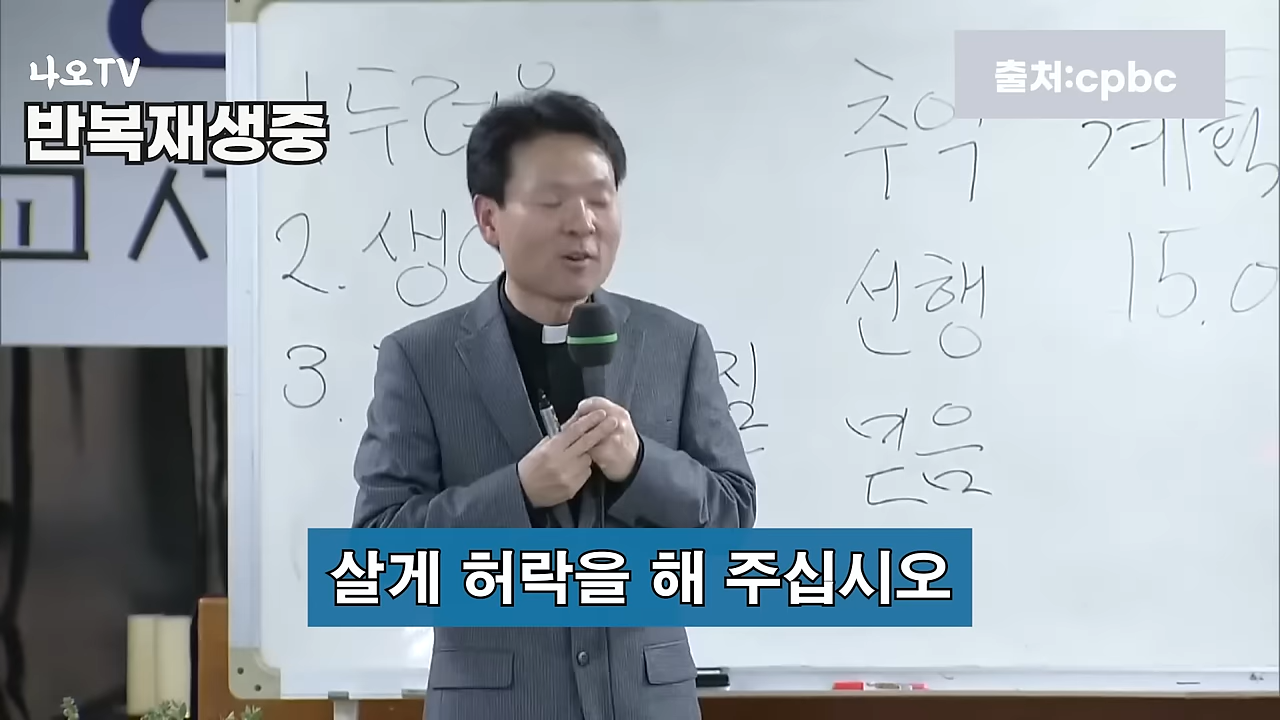 나오TV
반복재생중
출처:cpbc
교
1. 두려움
추억 계획
2. 생
선행 15.0
3.
믿음
살게 허락을 해 주십시오